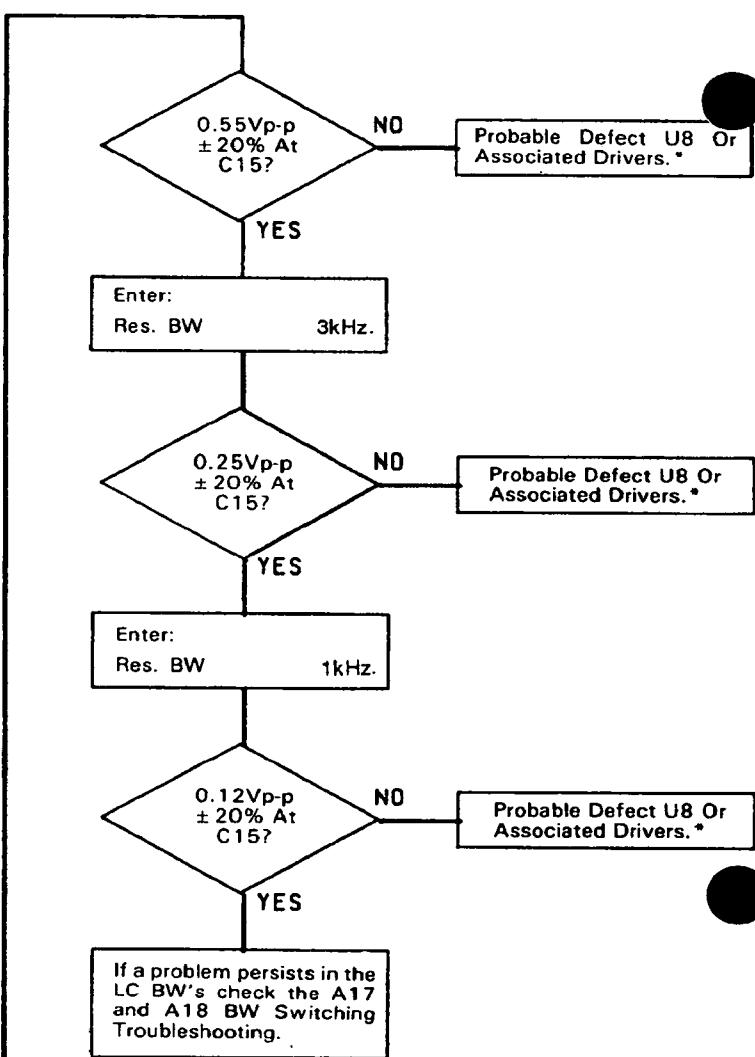 0.55Vp-p
±20% At
C15?
NO
Probable Defect U8 Or
Associated Drivers.*
YES
Enter:
Res. BW 3kHz.
0.25Vp-p
±20% At
C15?
NO
Probable Defect U8 Or
Associated Drivers.*
YES
Enter:
Res. BW 1kHz.
0.12Vp-p
±20% At
C15?
NO
Probable Defect U8 Or
Associated Drivers.*
YES
If a problem persists in the
LC BW's check the A17
and A18 BW Switching
Troubleshooting.